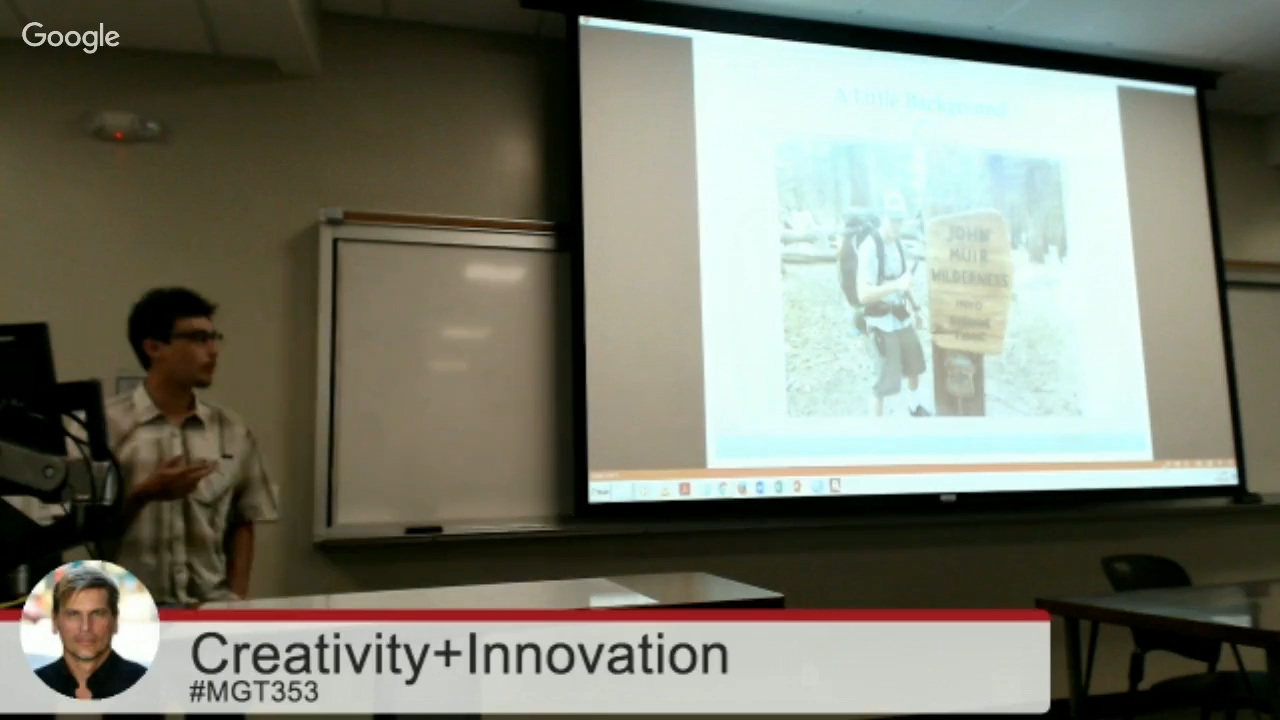 Google
A Little Background
JOHN
MUIR
WILDERNESS
Creativity+Innovation
#MGT353